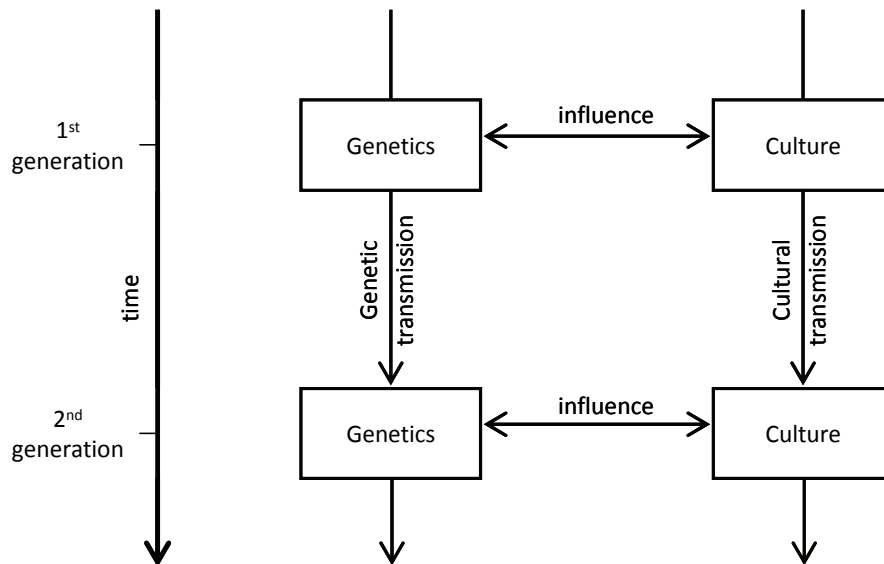 1st
generation
Genetics
influence
Culture
time
Genetic
transmission
Cultural
transmission
2nd
generation
Genetics
influence
Culture